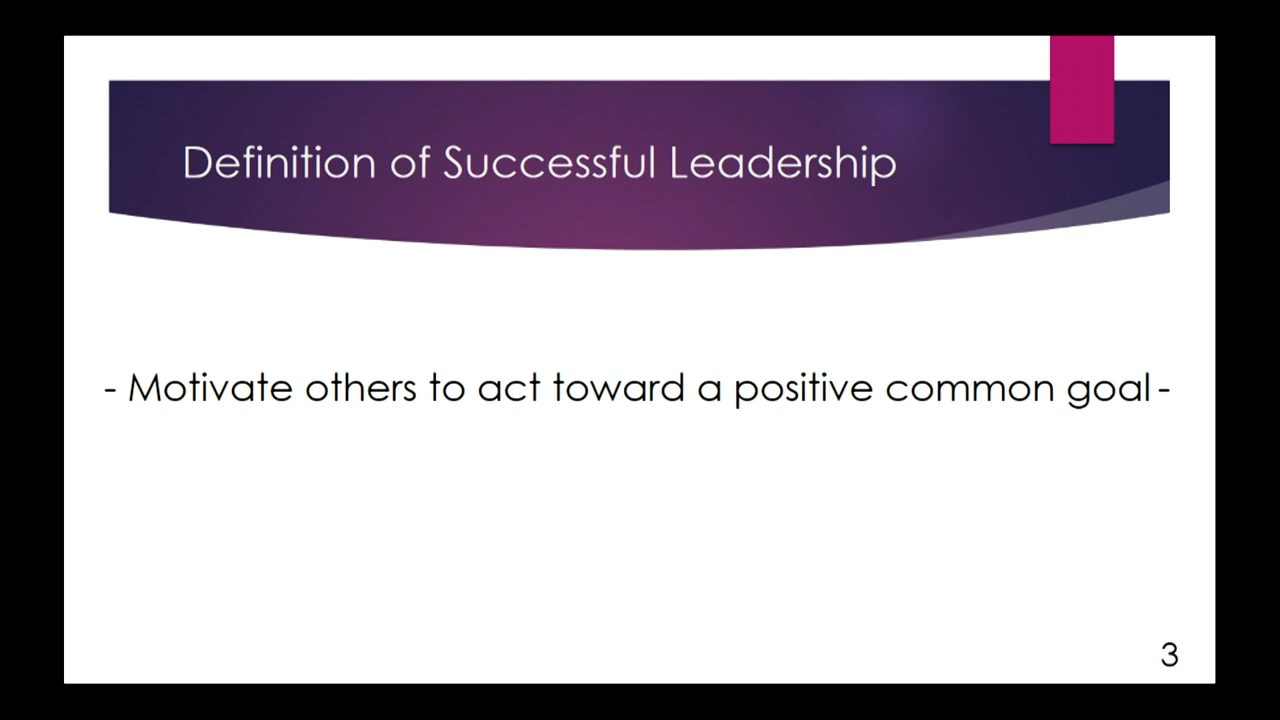 Definition of Successful Leadership
- Motivate others to act toward a positive common goal -
3